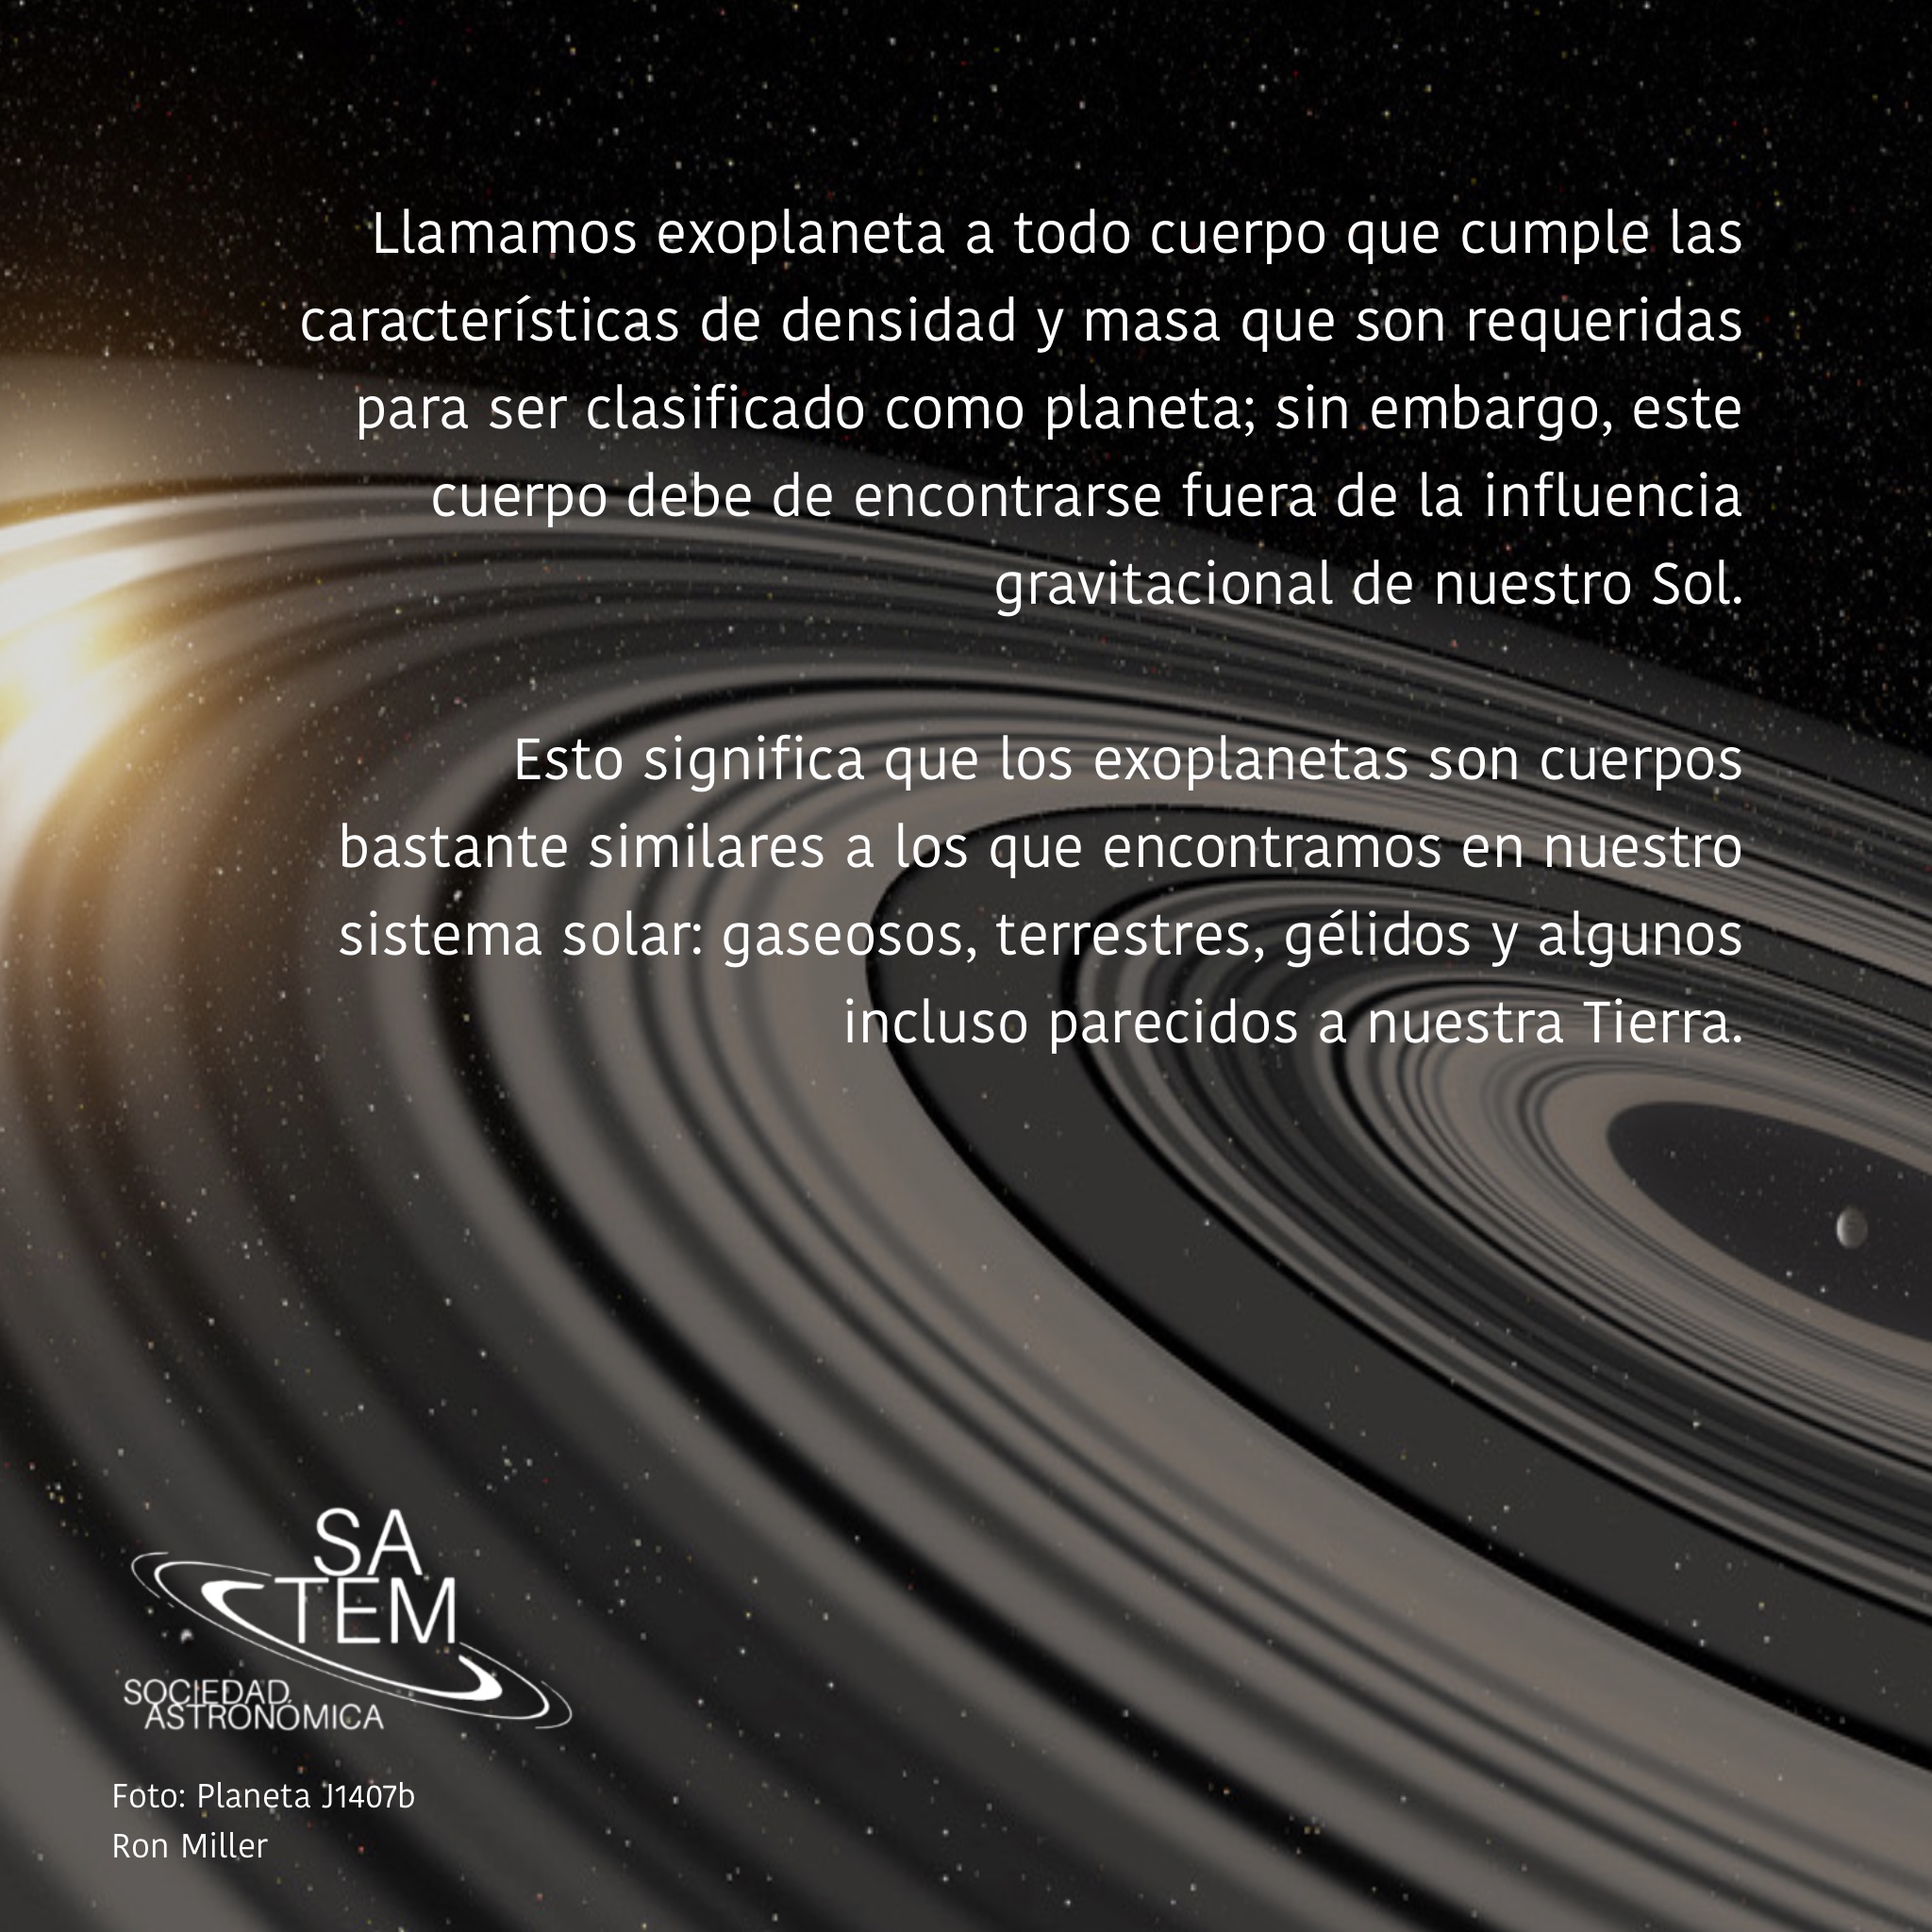 Llamamos exoplaneta a todo cuerpo que cumple las
características de densidad y masa que son requeridas
para ser clasificado como planeta; sin embargo, este
cuerpo debe de encontrarse fuera de la influencia
gravitacional de nuestro Sol.
Esto significa que los exoplanetas son cuerpos
bastante similares a los que encontramos en nuestro
sistema solar: gaseosos, terrestres, gélidos y algunos
incluso parecidos a nuestra Tierra.
SA
TEM
SOCIEDAD
ASTRONÓMICA
Foto: Planeta J1407b
Ron Miller